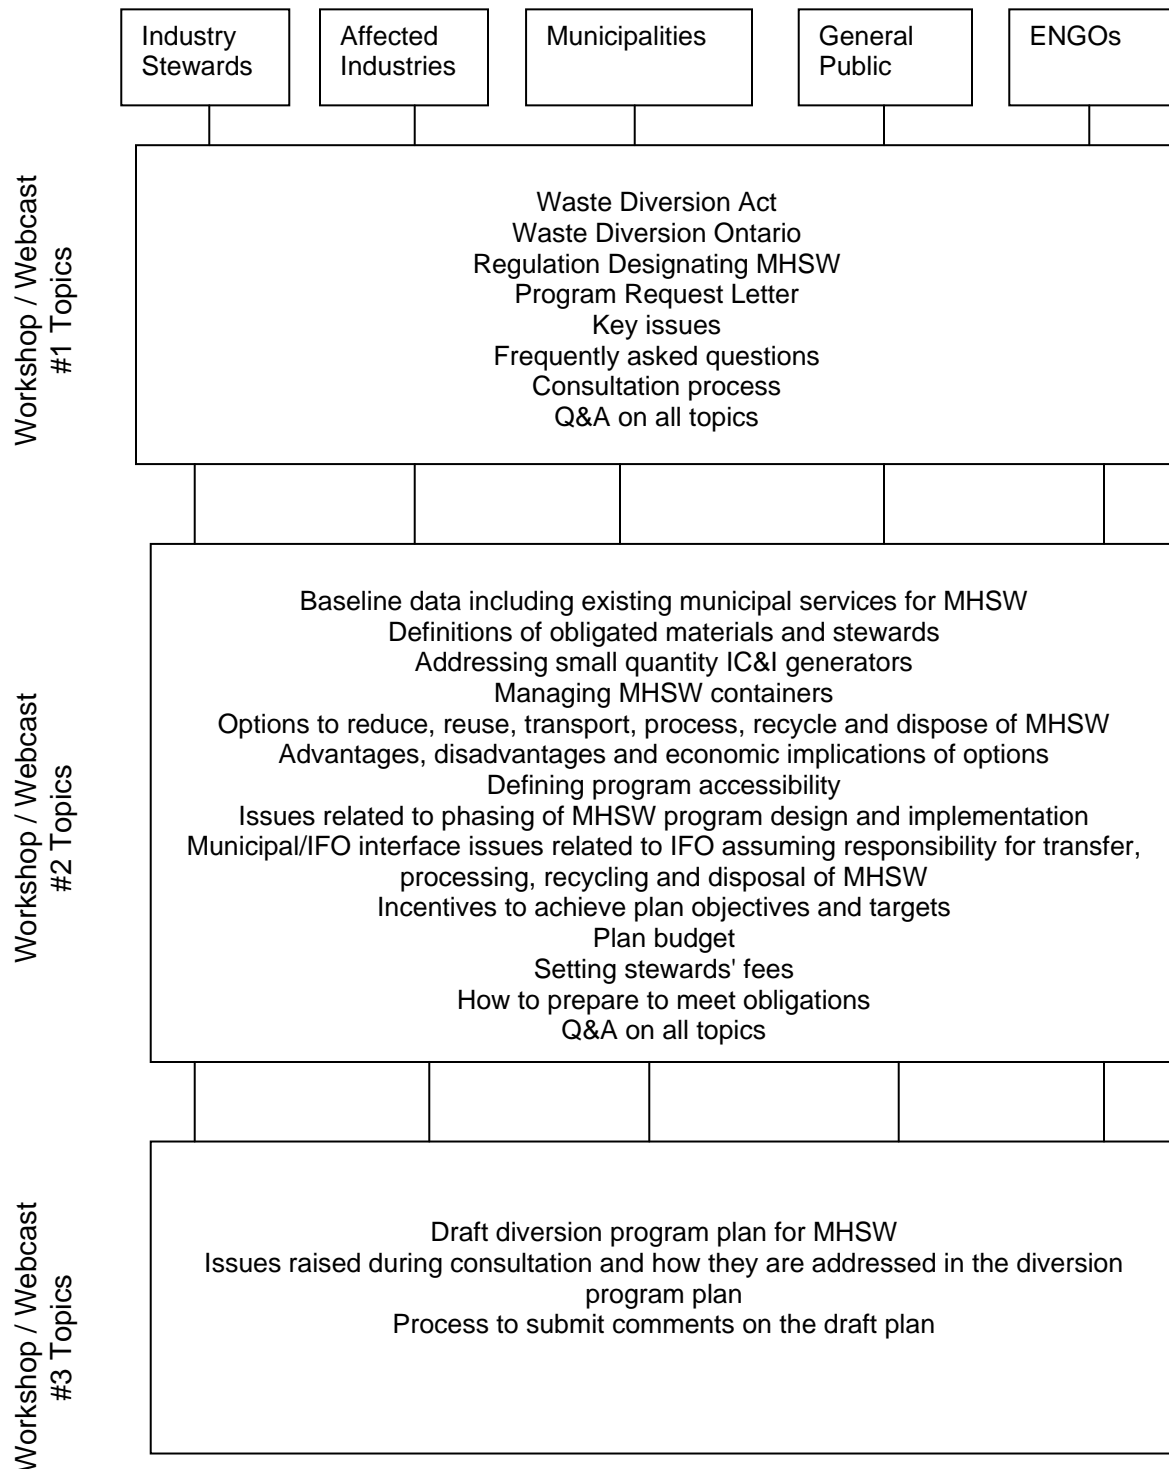 Industry
Stewards
Affected
Industries
Municipalities
General
Public
ENGOs
Workshop / Webcast
#1 Topics
Waste Diversion Act
Waste Diversion Ontario
Regulation Designating MHSW
Program Request Letter
Key issues
Frequently asked questions
Consultation process
Q&A on all topics
Workshop / Webcast
#2 Topics
Baseline data including existing municipal services for MHSW
Definitions of obligated materials and stewards
Addressing small quantity IC&I generators
Managing MHSW containers
Options to reduce, reuse, transport, process, recycle and dispose of MHSW
Advantages, disadvantages and economic implications of options
Defining program accessibility
Issues related to phasing of MHSW program design and implementation
Municipal/IFO interface issues related to IFO assuming responsibility for transfer,
processing, recycling and disposal of MHSW
Incentives to achieve plan objectives and targets
Plan budget
Setting stewards' fees
How to prepare to meet obligations
Q&A on all topics
Workshop / Webcast
#3 Topics
Draft diversion program plan for MHSW
Issues raised during consultation and how they are addressed in the diversion
program plan
Process to submit comments on the draft plan